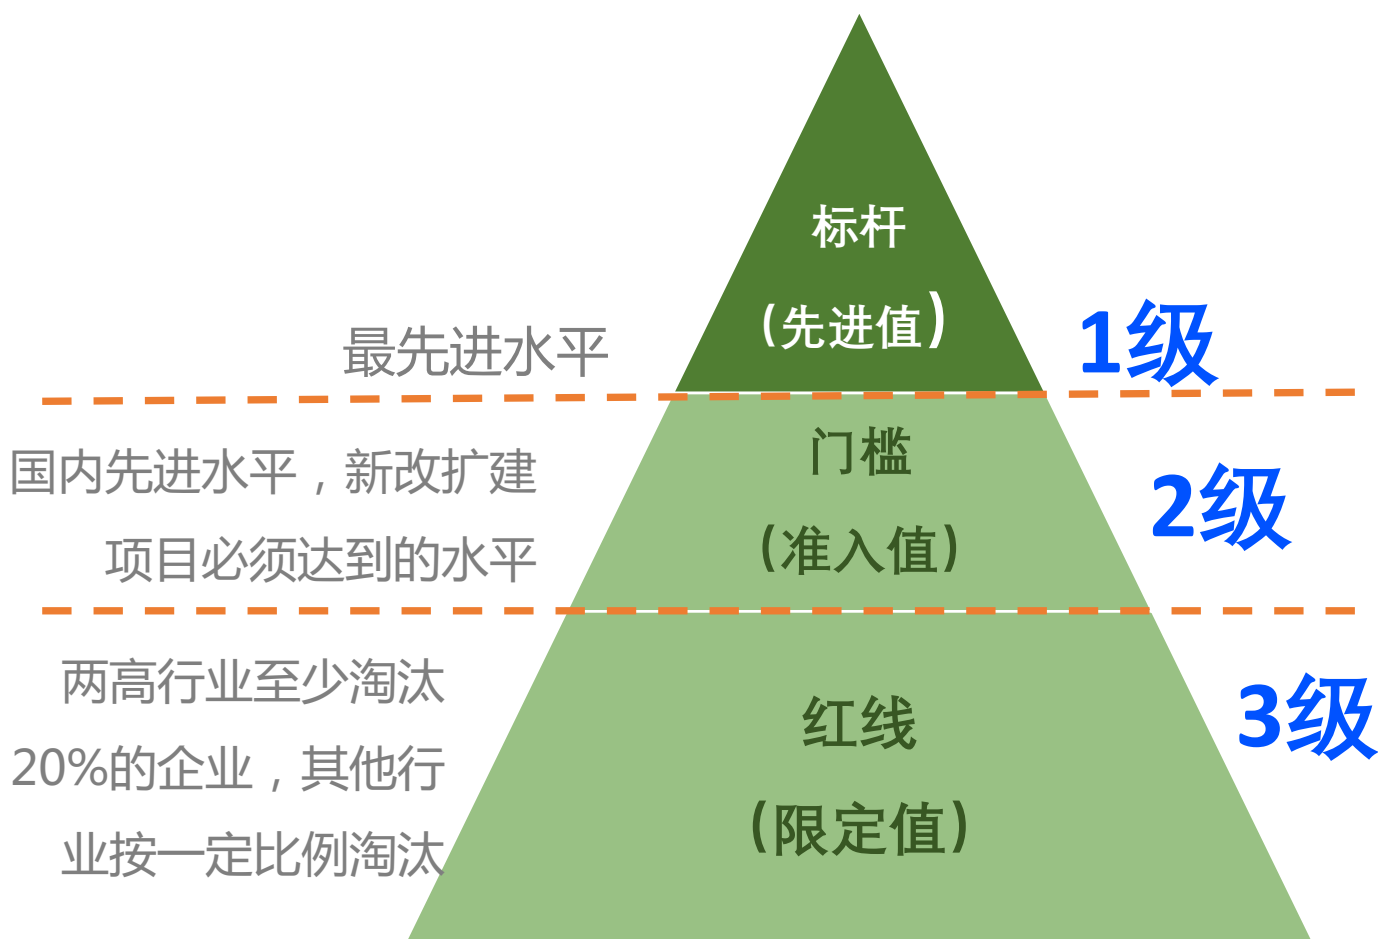 标杆
(先进值)
最先进水平
1级
国内先进水平，新改扩建
项目必须达到的水平
门槛
(准入值)
2级
两高行业至少淘汰
20%的企业，其他行
业按一定比例淘汰
红线
(限定值)
3级